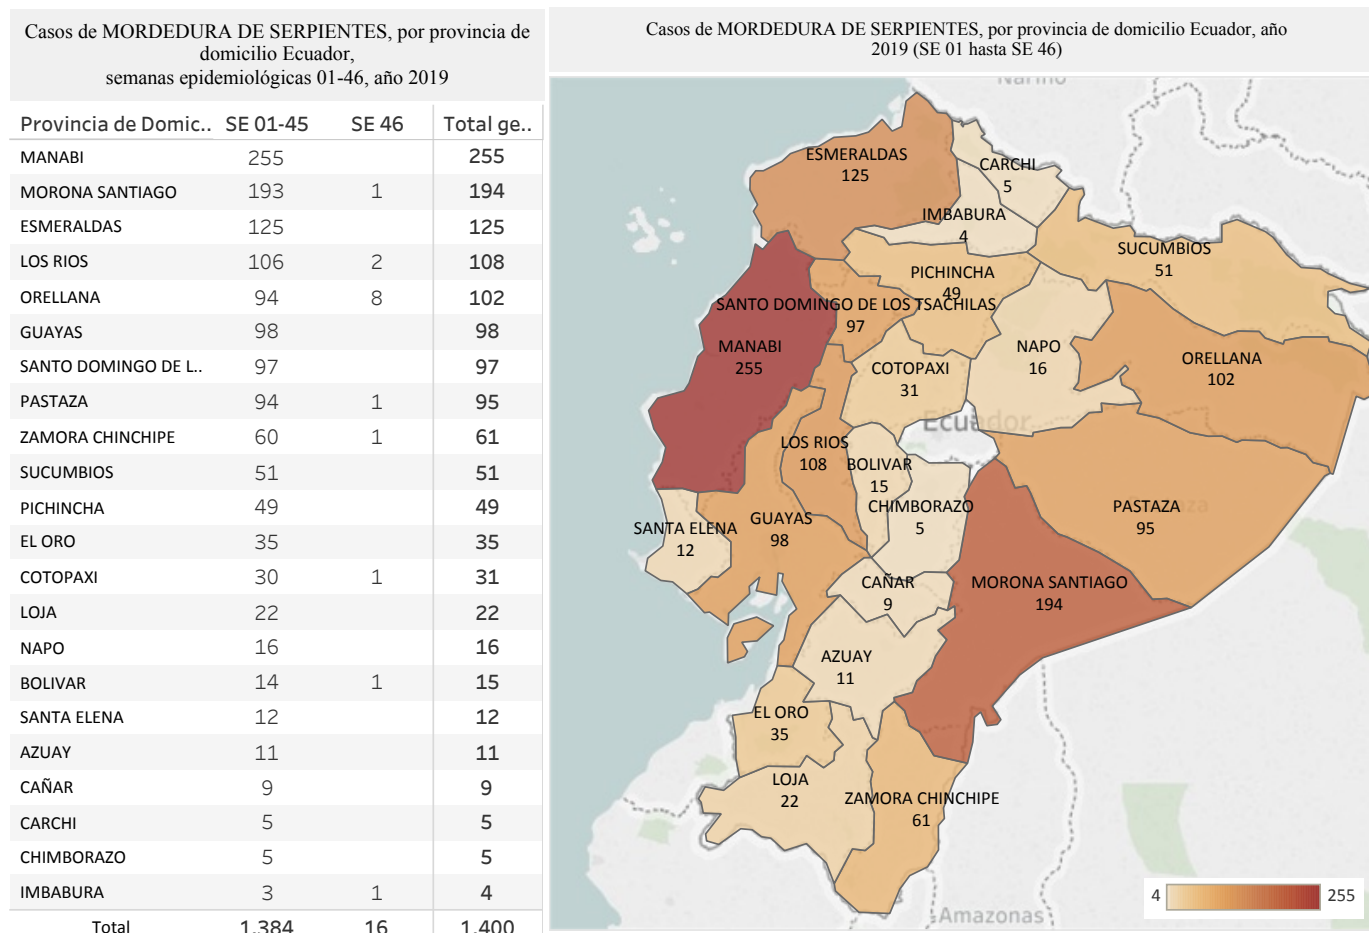 Casos de MORDEDURA DE SERPIENTES, por provincia de
domicilio Ecuador,
semanas epidemiológicas 01-46, año 2019
Provincia de Domic.. SE 01-45 SE 46 Total ge..
MANABI 255 255
MORONA SANTIAGO 193 1 194
ESMERALDAS 125 125
LOS RIOS 106 2 108
ORELLANA 94 8 102
GUAYAS 98 98
SANTO DOMINGO DE L.. 97 97
PASTAZA 94 1 95
ZAMORA CHINCHIPE 60 1 61
SUCUMBIOS 51 51
PICHINCHA 49 49
EL ORO 35 35
COTOPAXI 30 1 31
LOJA 22 22
NAPO 16 16
BOLIVAR 14 1 15
SANTA ELENA 12 12
AZUAY 11 11
CAÑAR 9 9
CARCHI 5 5
CHIMBORAZO 5 5
IMBABURA 3 1 4
Total 1.384 16 1.400
Casos de MORDEDURA DE SERPIENTES, por provincia de domicilio Ecuador, año
2019 (SE 01 hasta SE 46)
Nariño
ESMERALDAS
125
CARCHI
5
IMBABURA
4
SUCUMBIOS
51
PICHINCHA
49
SANTO DOMINGO DE LOS TSACHILAS
97
MANABI
255
COTOPAXI
31
NAPO
16
ORELLANA
102
Ecuador
LOS RIOS
108
BOLIVAR
15
CHIMBORAZO
5
PASTAZA
95
SANTA ELENA
12
GUAYAS
98
CAÑAR
9
MORONA SANTIAGO
194
AZUAY
11
EL ORO
35
LOJA
22
ZAMORA CHINCHIPE
61
4 255
Amazonas